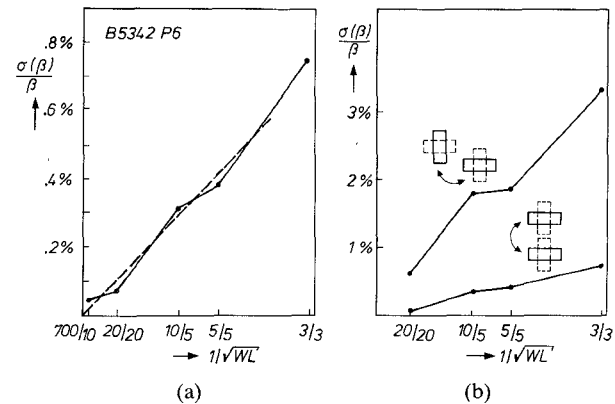 (a)
B5342 P6
σ(β)
β
.8%
.6%
.4%
.2%
700/10 20/20 10/5 5/5 3/3
1/√WL
(b)
σ(β)
β
3%
2%
1%
20/20 10/5 5/5 3/3
1/√WL
(a)
(b)